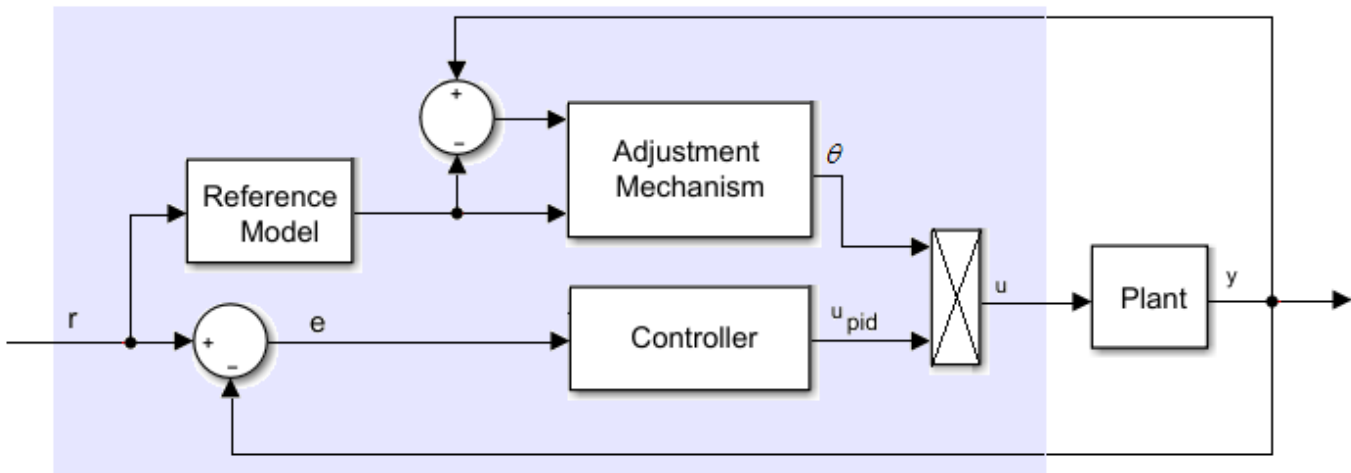 +
−
Adjustment
Mechanism
θ
Reference
Model
r
+
−
e
Controller
u pid
u
Plant
y